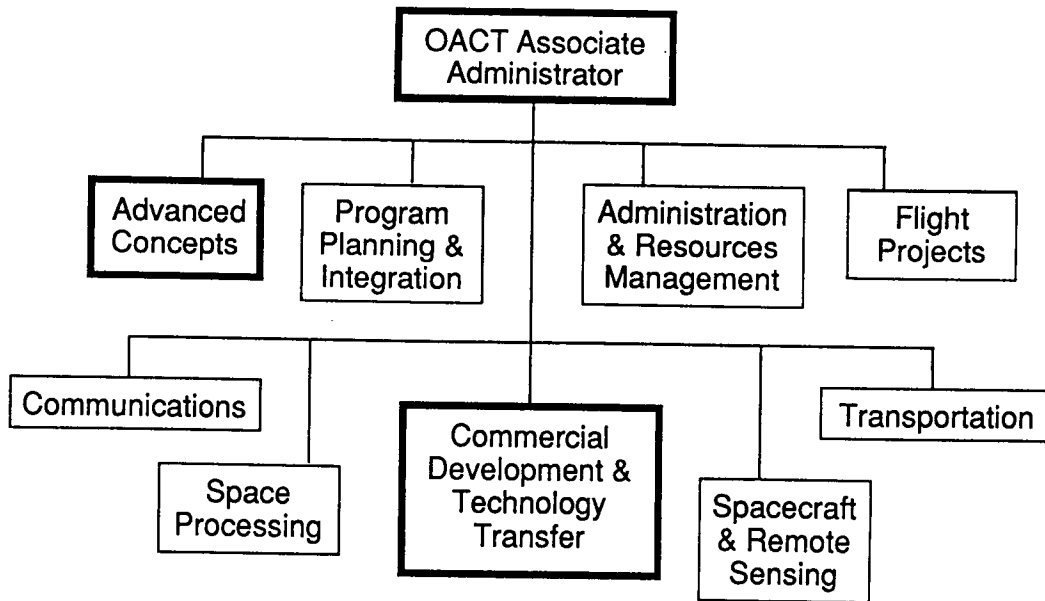 OACT Associate
Administrator
Advanced
Concepts
Program
Planning &
Integration
Administration
& Resources
Management
Flight
Projects
Communications
Space
Processing
Commercial
Development &
Technology
Transfer
Spacecraft
& Remote
Sensing
Transportation